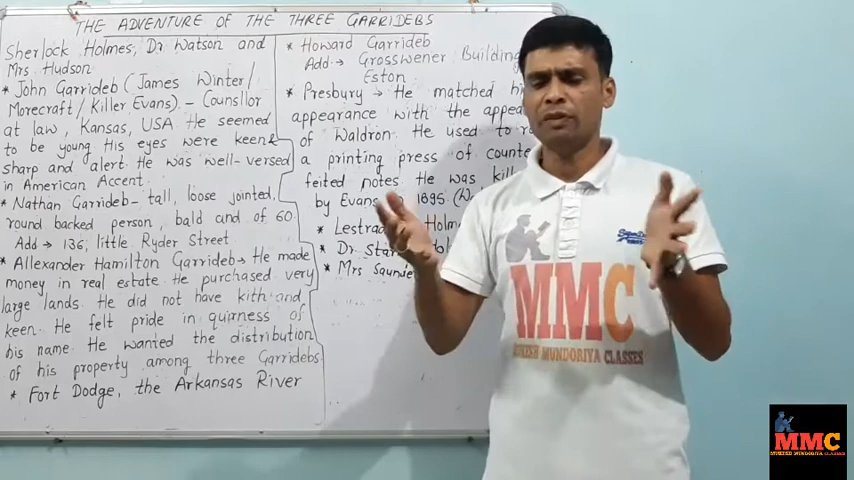 THE ADVENTURE OF THE THREE GARRIDEBS
Sherlock Holmes, Dr Watson and
Mrs Hudson
* John Garrideb (James Winter/
Morecraft/Killer Evans) - Counsllor
at law, Kansas, USA. He seemed
to be young. His eyes were keen &
sharp and alert. He was well-versed
in American Accent.
* Nathan Garrideb - tall, loose jointed,
round backed person, bald and of 60
Add → 136, little Ryder Street
* Allexander Hamilton Garrideb → He made
money in real estate. He purchased very
large lands. He did not have kith and
keen. He felt pride in quirness of
his name. He wanted the distribution
of his property among three Garridebs.
* Fort Dodge, the Arkansas River
* Howard Garrideb
Add → Grosswener Building
Eston
* Presbury → He matched
appearance with the
of Waldron. He used to
a printing press of
feited notes. He was
by Evans 1895
* Lestrade
* Dr
* Mrs
MMC
MUKESH MUNDORIYA CLASSES
MMC
MUKESH MUNDORIYA CLASSES